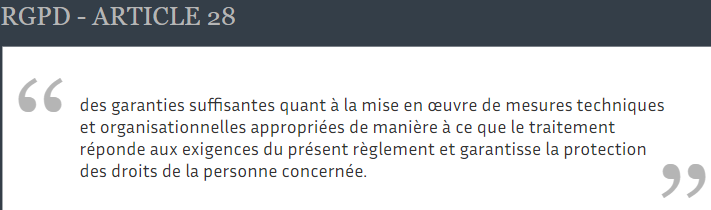 RGPD - ARTICLE 28
“
des garanties suffisantes quant à la mise en œuvre de mesures techniques
et organisationnelles appropriées de manière à ce que le traitement
réponde aux exigences du présent règlement et garantisse la protection
des droits de la personne concernée.
”